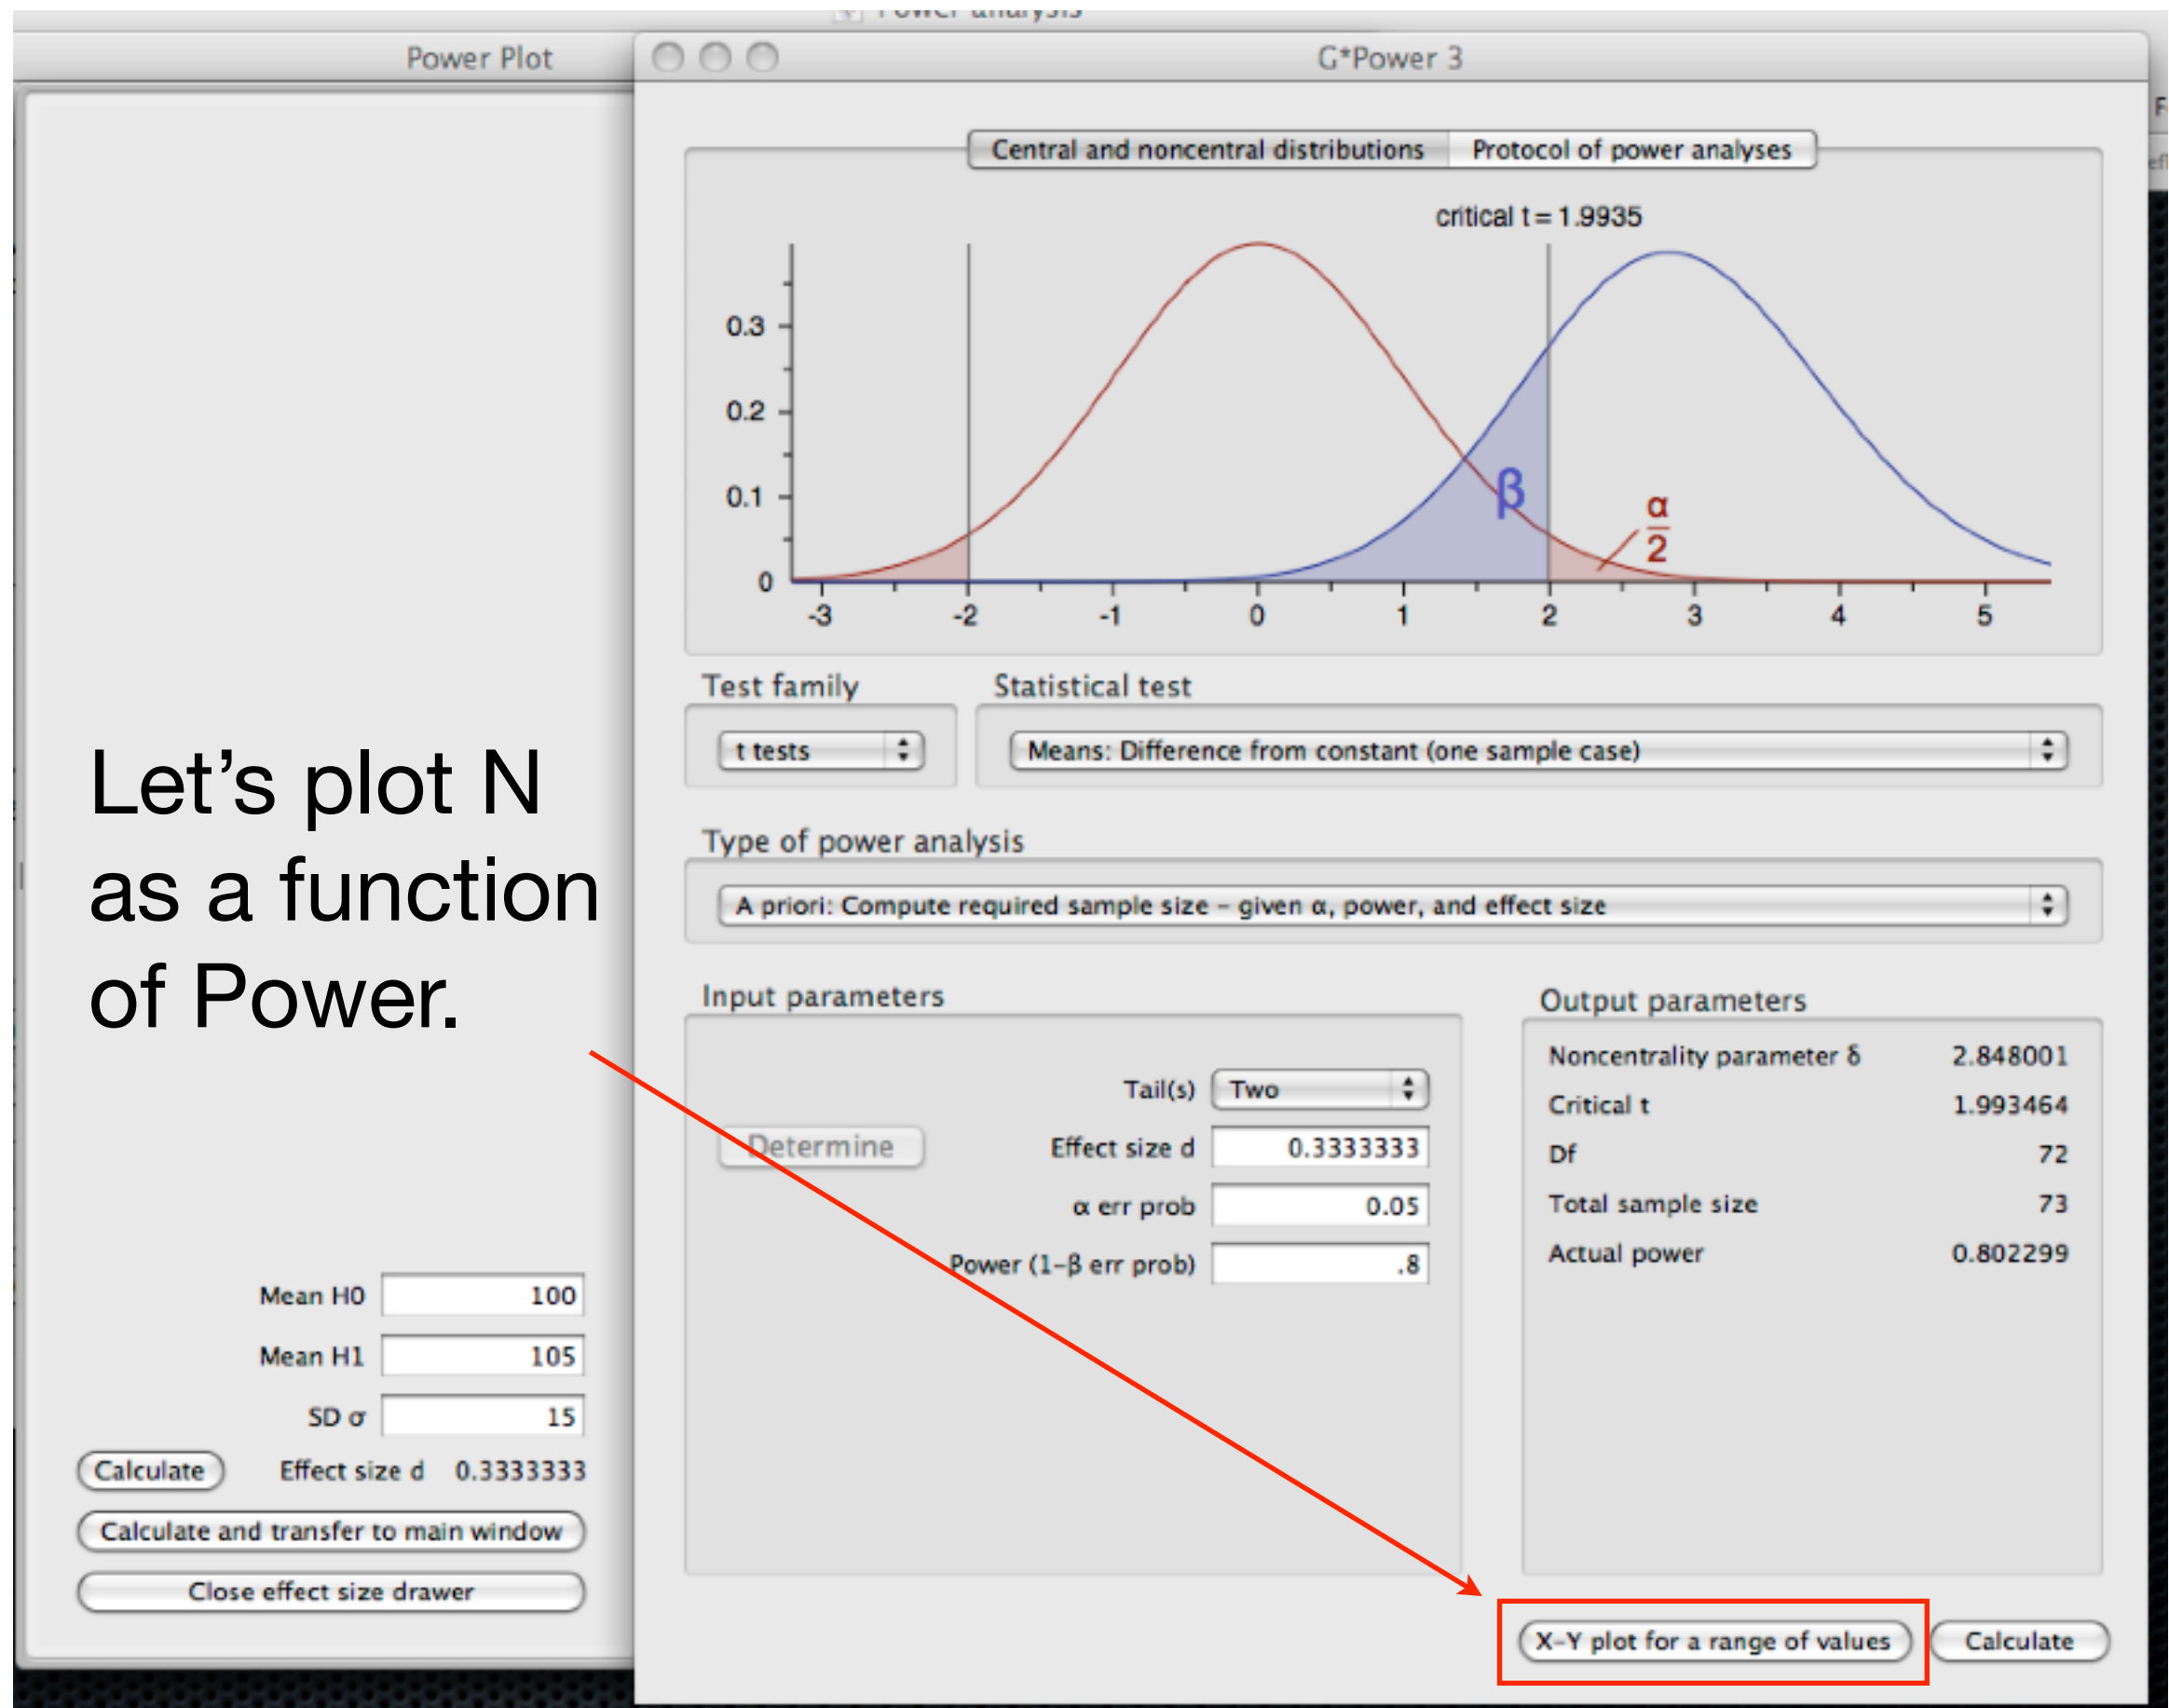 Power analysis
Power Plot
G*Power 3
Central and noncentral distributions
Protocol of power analyses
critical t = 1.9935
0.3
0.2
0.1
0
β
α
2
-3 -2 -1 0 1 2 3 4 5
Test family
Statistical test
t tests
Means: Difference from constant (one sample case)
Type of power analysis
A priori: Compute required sample size – given α, power, and effect size
Let’s plot N
as a function
of Power.
Input parameters
Tail(s) Two
Determine
Effect size d 0.3333333
α err prob 0.05
Power (1–β err prob) .8
Output parameters
Noncentrality parameter δ 2.848001
Critical t 1.993464
Df 72
Total sample size 73
Actual power 0.802299
Mean H0 100
Mean H1 105
SD σ 15
Calculate
Effect size d 0.3333333
Calculate and transfer to main window
Close effect size drawer
X–Y plot for a range of values
Calculate